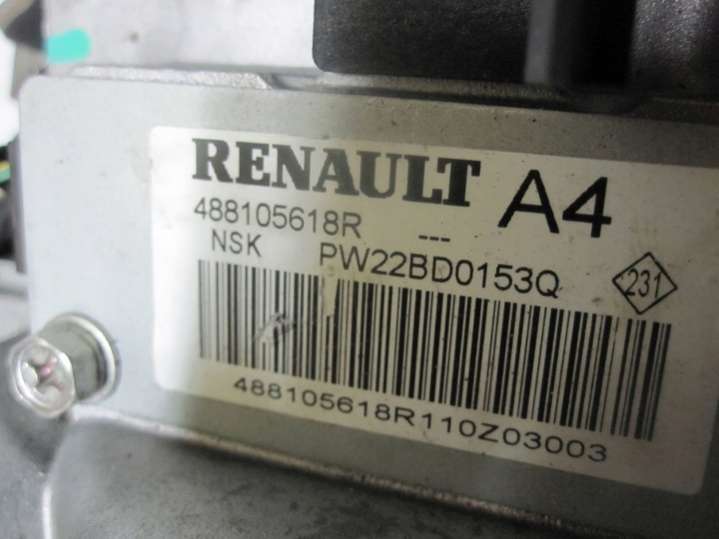 RENAULT A4
488105618R ---
NSK PW22BD0153Q
231
488105618R110Z03003